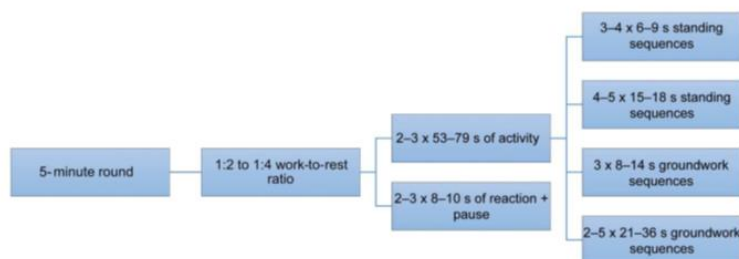 5- minute round
1:2 to 1:4 work-to-rest
ratio
2–3 x 53–79 s of activity
2–3 x 8–10 s of reaction +
pause
3–4 x 6–9 s standing
sequences
4–5 x 15–18 s standing
sequences
3 x 8–14 s groundwork
sequences
2–5 x 21–36 s groundwork
sequences